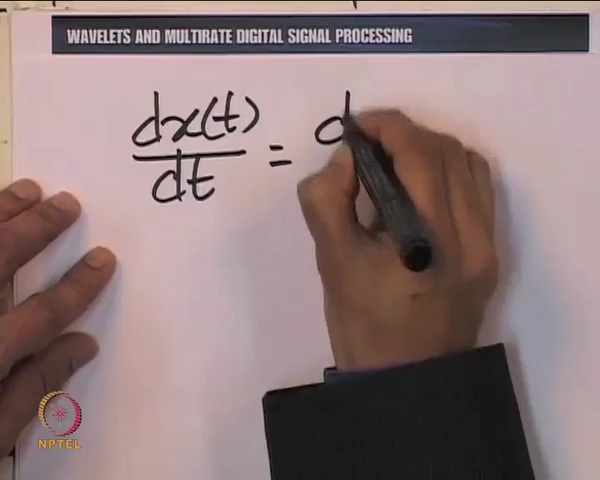 WAVELETS AND MULTIRATE DIGITAL SIGNAL PROCESSING
dx(t)
dt
= d
NPTEL